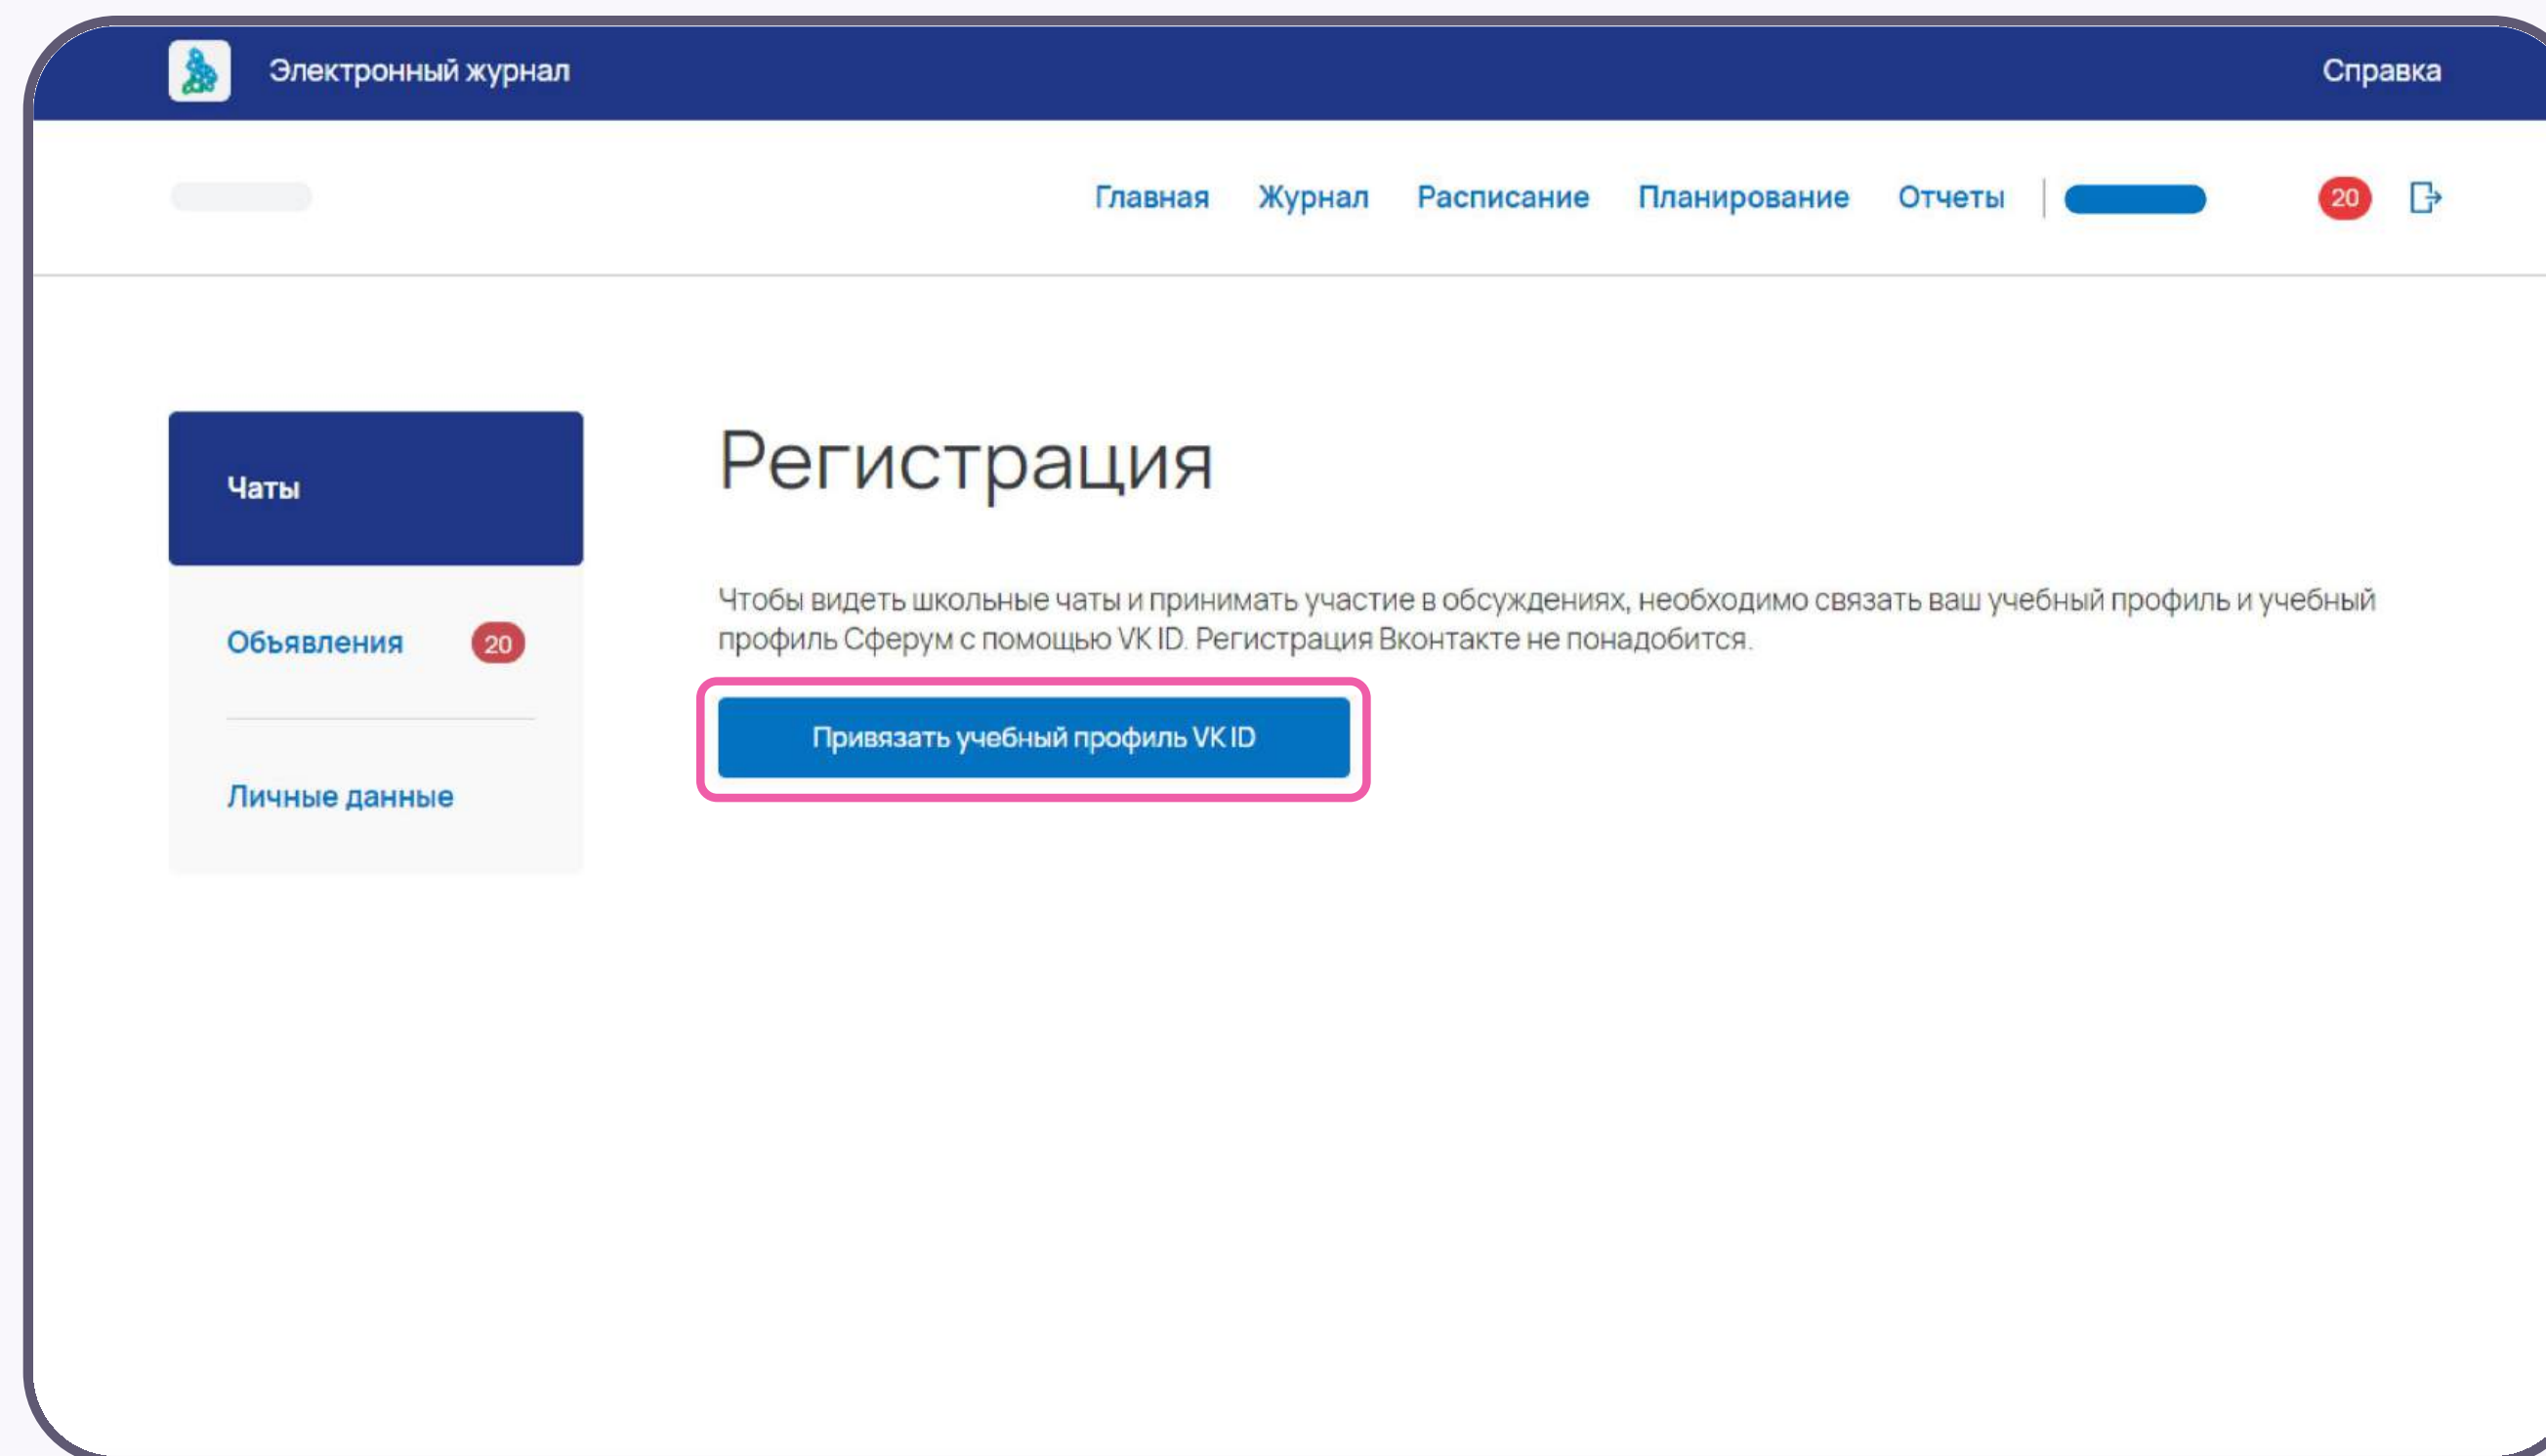 Электронный журнал
Справка
Главная Журнал Расписание Планирование Отчеты 20
Чаты
Объявления 20
Личные данные
Регистрация
Чтобы видеть школьные чаты и принимать участие в обсуждениях, необходимо связать ваш учебный профиль и учебный
профиль Сферум с помощью VK ID. Регистрация Вконтакте не понадобится.
Привязать учебный профиль VK ID